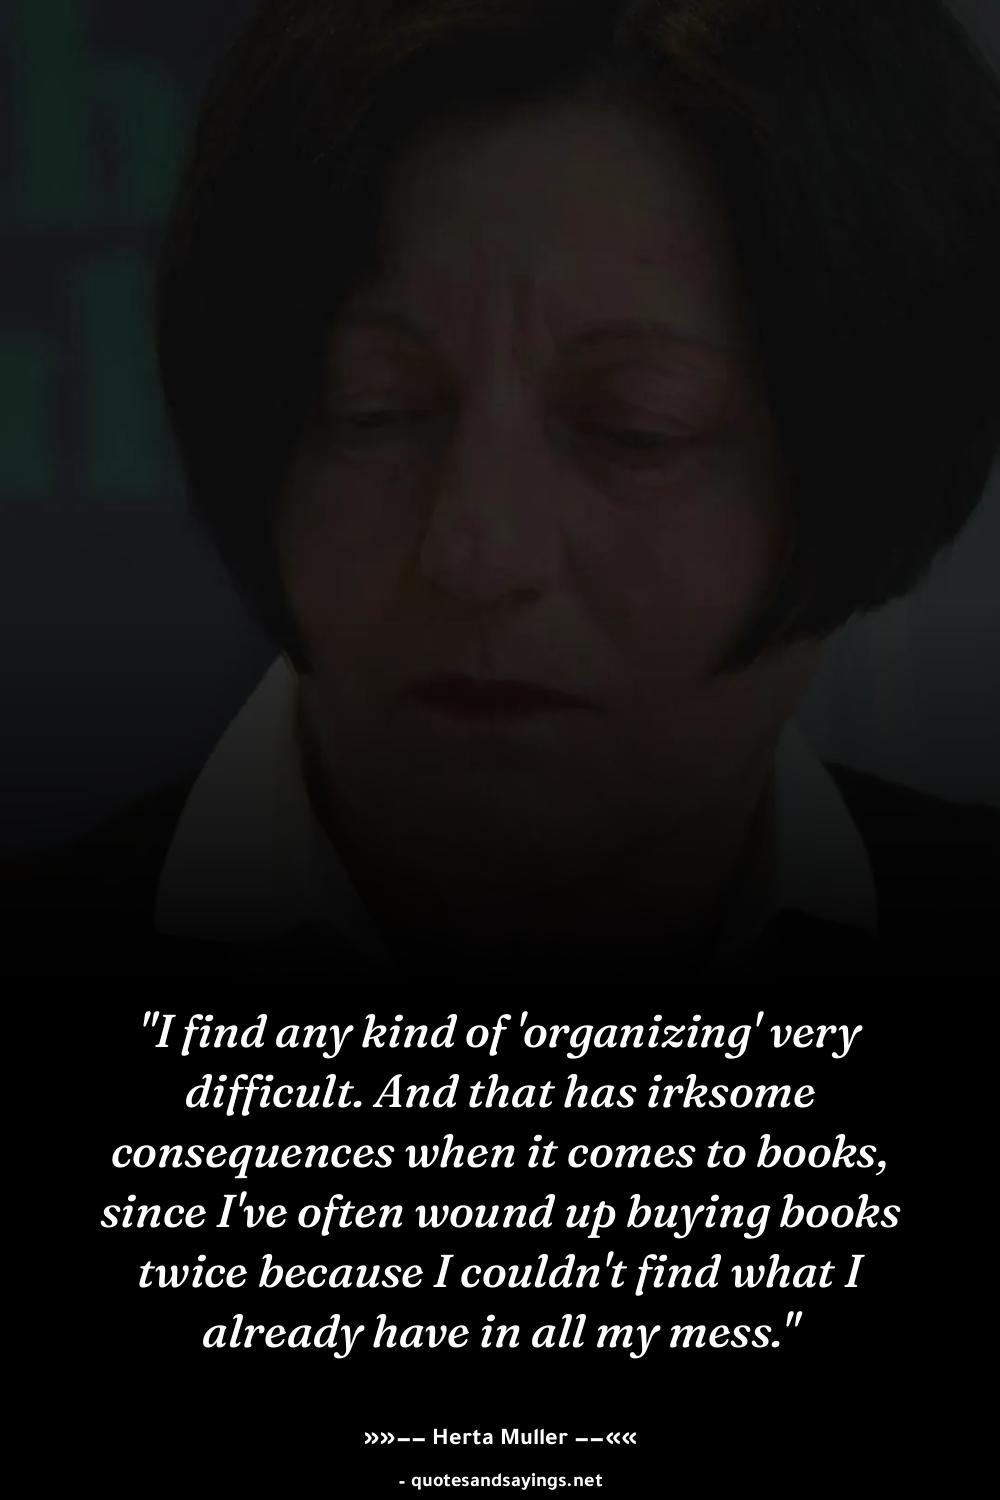 "I find any kind of 'organizing' very
difficult. And that has irksome
consequences when it comes to books,
since I've often wound up buying books
twice because I couldn't find what I
already have in all my mess."
»»−− Herta Muller −−««
- quotesandsayings.net